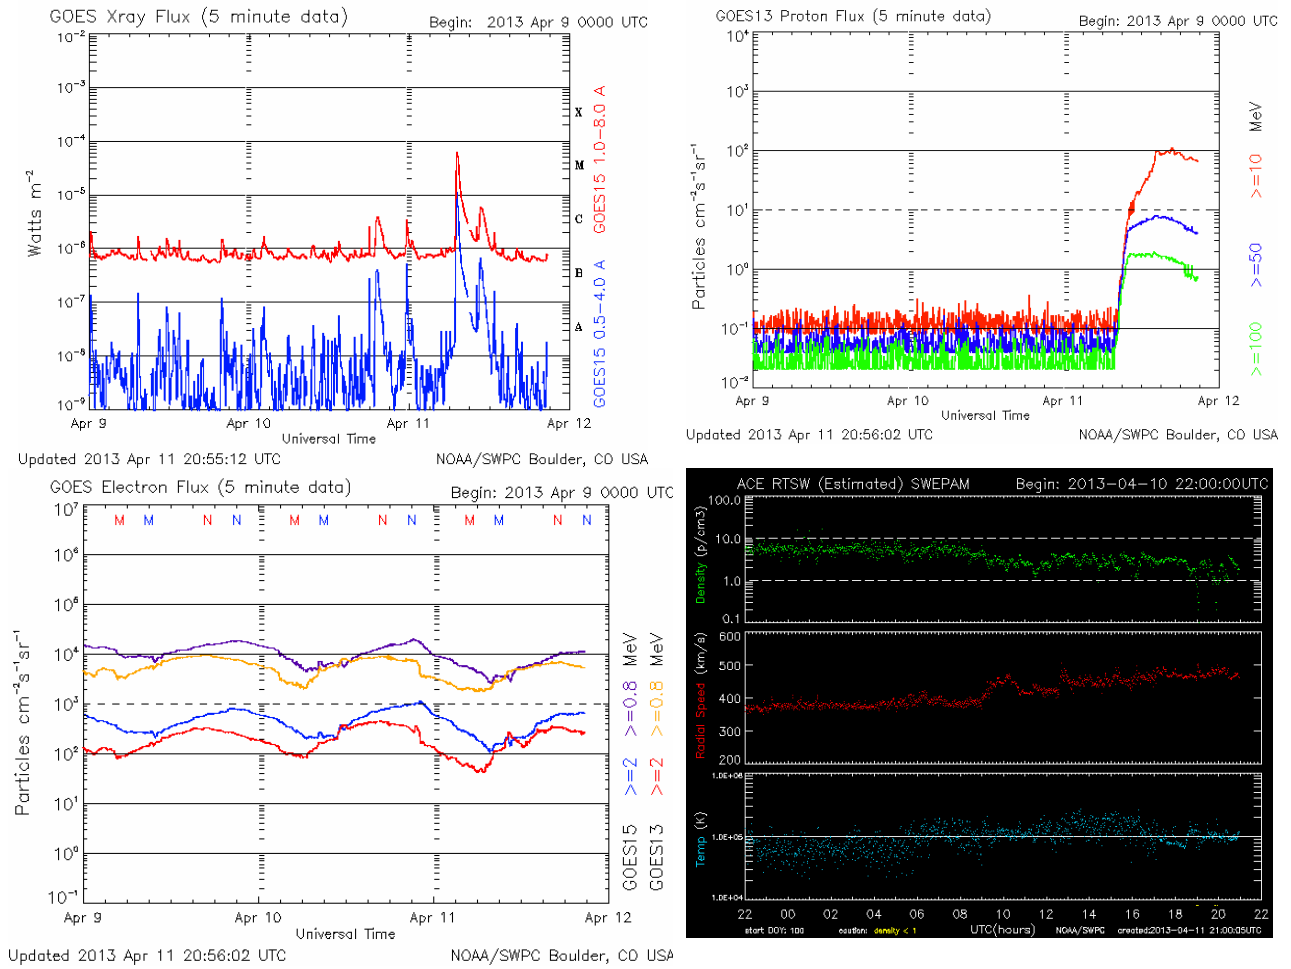 GOES Xray Flux (5 minute data)
Begin: 2013 Apr 9 0000 UTC
10⁻²
10⁻³
10⁻⁴
10⁻⁵
10⁻⁶
10⁻⁷
10⁻⁸
10⁻⁹
Watts m⁻²
X
M
C
B
A
GOES15 1.0–8.0 A
GOES15 0.5–4.0 A
Apr 9 Apr 10 Apr 11 Apr 12
Universal Time
Updated 2013 Apr 11 20:55:12 UTC
NOAA/SWPC Boulder, CO USA
GOES13 Proton Flux (5 minute data)
Begin: 2013 Apr 9 0000 UTC
10⁴
10³
10²
10¹
10⁰
10⁻¹
10⁻²
Particles cm⁻²s⁻¹sr⁻¹
MeV
>=10
>=50
>=100
Apr 9 Apr 10 Apr 11 Apr 12
Universal Time
Updated 2013 Apr 11 20:56:02 UTC
NOAA/SWPC Boulder, CO USA
GOES Electron Flux (5 minute data)
Begin: 2013 Apr 9 0000 UTC
10⁷
10⁶
10⁵
10⁴
10³
10²
10¹
10⁰
10⁻¹
M M N N M M N N M M N N
Particles cm⁻²s⁻¹sr⁻¹
GOES15 >=2 >=0.8 MeV
GOES13 >=2 >=0.8 MeV
Apr 9 Apr 10 Apr 11 Apr 12
Universal Time
Updated 2013 Apr 11 20:56:02 UTC
NOAA/SWPC Boulder, CO USA
ACE RTSW (Estimated) SWEPAM
Begin: 2013-04-10 22:00:00UTC
Density (p/cm3)
100.0
10.0
1.0
0.1
Radial Speed (km/s)
600
500
400
300
200
Temp (K)
1.0E+06
1.0E+05
1.0E+04
22 00 02 04 06 08 10 12 14 16 18 20 22
start DOY: 100
caution: density < 1
UTC(hours)
NOAA/SWPC
created:2013-04-11 21:00:05UTC